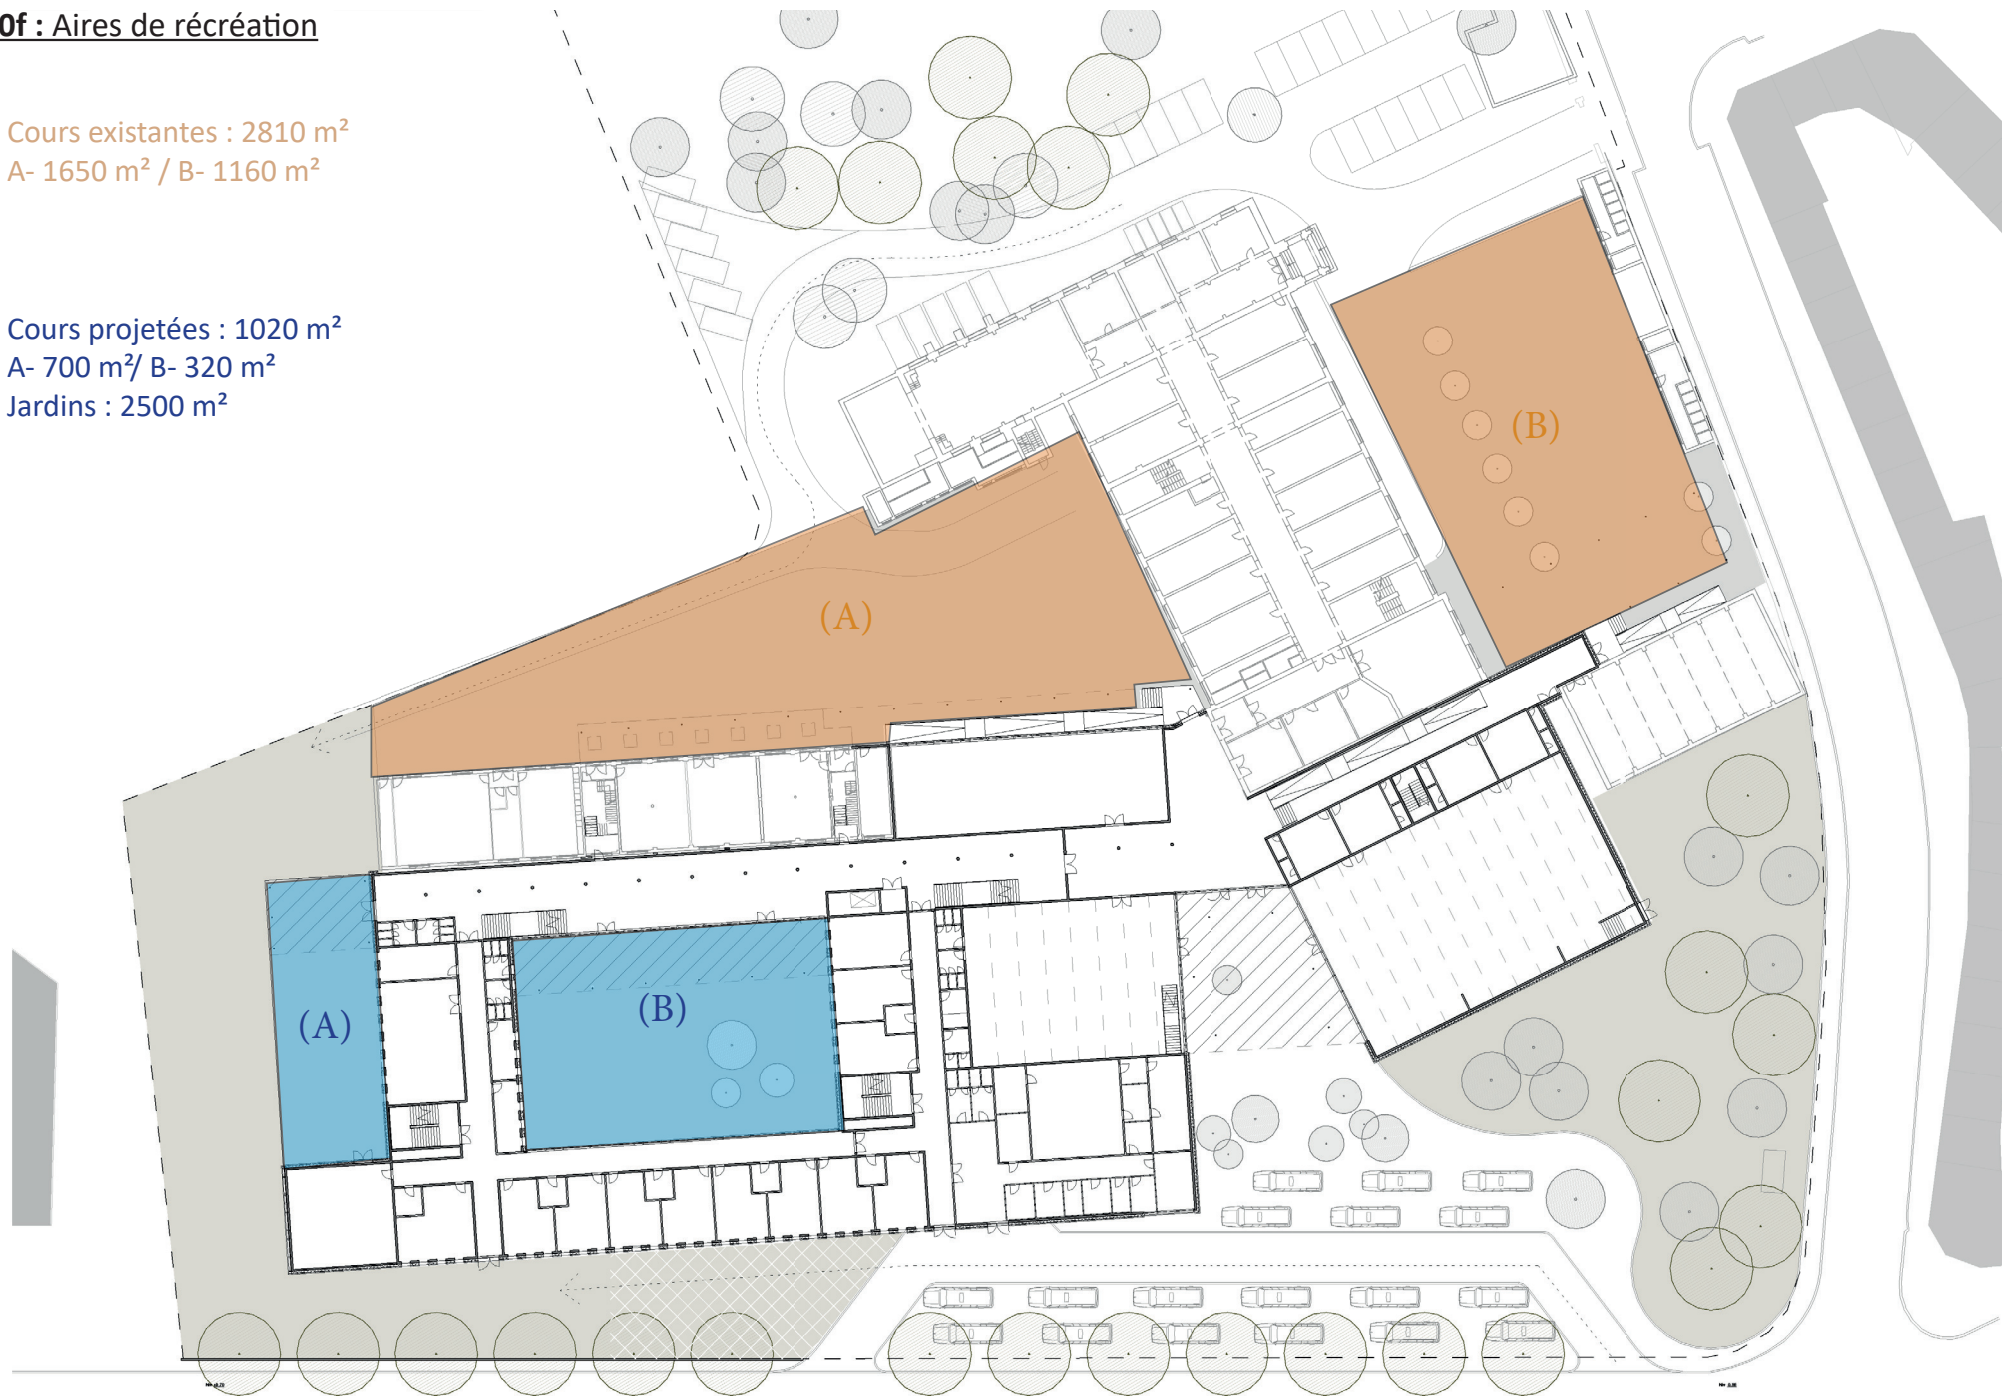 0f : Aires de récréation
Cours existantes : 2810 m²
A- 1650 m² / B- 1160 m²
Cours projetées : 1020 m²
A- 700 m²/ B- 320 m²
Jardins : 2500 m²
(B)
(A)
(A)
(B)